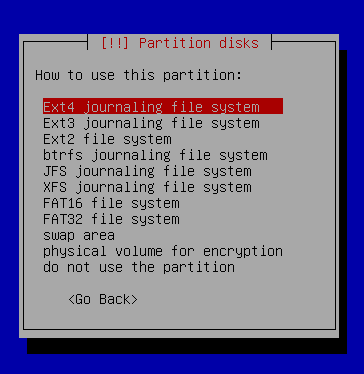 [!!] Partition disks
How to use this partition:
Ext4 journaling file system
Ext3 journaling file system
Ext2 file system
btrfs journaling file system
JFS journaling file system
XFS journaling file system
FAT16 file system
FAT32 file system
swap area
physical volume for encryption
do not use the partition
<Go Back>